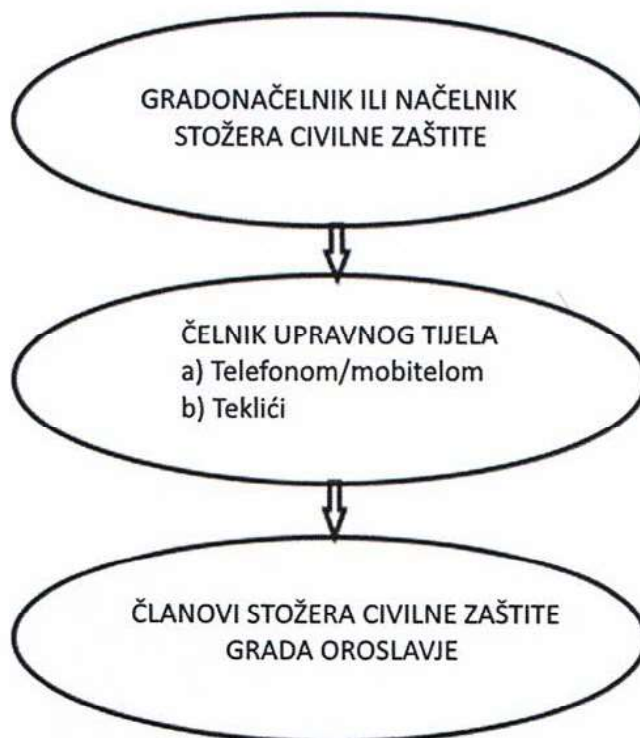 GRADONAČELNIK ILI NAČELNIK
STOŽERA CIVILNE ZAŠTITE
ČELNIK UPRAVNOG TIJELA
a) Telefonom/mobitelom
b) Teklići
ČLANOVI STOŽERA CIVILNE ZAŠTITE
GRADA OROSLAVJE